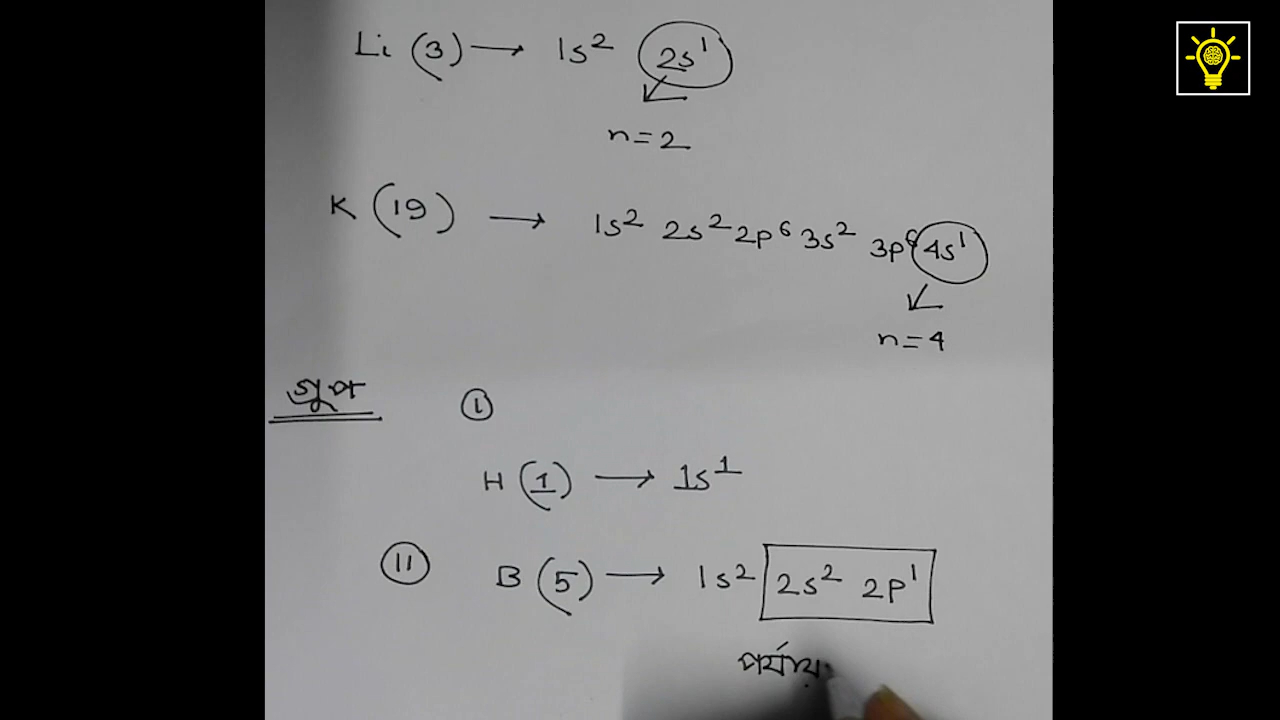 Li (3) → 1s² 2s¹
n=2
K (19) → 1s² 2s² 2p⁶ 3s² 3p⁶ 4s¹
n=4
গ্রুপ
(i)
H (1) → 1s¹
(ii) B (5) → 1s² 2s² 2p¹
পর্যায়